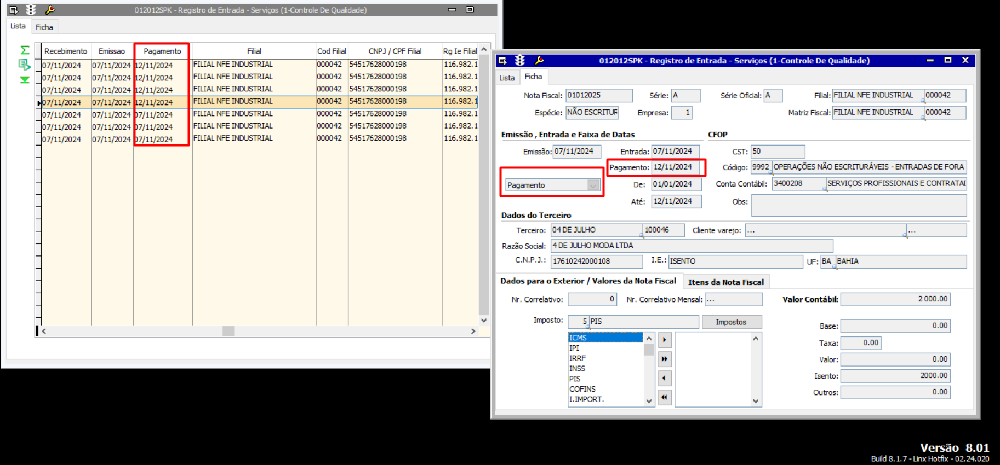 012012SPK - Registro de Entrada - Serviços (1-Controle De Qualidade)
Lista Ficha
Recebimento Emissao Pagamento Filial Cod Filial CNPJ / CPF Filial Rg Ie Filial
07/11/2024 07/11/2024 12/11/2024 FILIAL NFE INDUSTRIAL 000042 54517628000198 116.982.1
07/11/2024 07/11/2024 12/11/2024 FILIAL NFE INDUSTRIAL 000042 54517628000198 116.982.1
07/11/2024 07/11/2024 12/11/2024 FILIAL NFE INDUSTRIAL 000042 54517628000198 116.982.1
07/11/2024 07/11/2024 12/11/2024 FILIAL NFE INDUSTRIAL 000042 54517628000198 116.982.1
07/11/2024 07/11/2024 07/11/2024 FILIAL NFE INDUSTRIAL 000042 54517628000198 116.982.1
07/11/2024 07/11/2024 07/11/2024 FILIAL NFE INDUSTRIAL 000042 54517628000198 116.982.1
07/11/2024 07/11/2024 07/11/2024 FILIAL NFE INDUSTRIAL 000042 54517628000198 116.982.1
012012SPK - Registro de Entrada - Serviços (1-Controle De Qualidade)
Lista Ficha
Nota Fiscal: 01012025 Série: A Série Oficial: A Filial: FILIAL NFE INDUSTRIAL 000042
Espécie: NÃO ESCRITUR Empresa: 1 Matriz Fiscal: FILIAL NFE INDUSTRIAL 000042
Emissão , Entrada e Faixa de Datas CFOP
Emissão: 07/11/2024 Entrada: 07/11/2024 CST: 50
Pagamento: 12/11/2024 Código: 9992 OPERAÇÕES NÃO ESCRITURÁVEIS - ENTRADAS DE FORA
Pagamento De: 01/01/2024 Conta Contábil: 3400208 SERVIÇOS PROFISSIONAIS E CONTRATAD
Até: 12/11/2024 Obs:
Dados do Terceiro
Terceiro: 04 DE JULHO 100046 Cliente varejo: ... ...
Razão Social: 4 DE JULHO MODA LTDA
C.N.P.J.: 17610242000108 I.E.: ISENTO UF: BA BAHIA
Dados para o Exterior / Valores da Nota Fiscal Itens da Nota Fiscal
Nr. Correlativo: 0 Nr. Correlativo Mensal: ... Valor Contábil: 2 000.00
Imposto: 5 PIS Impostos Base: 0.00
ICMS
IPI Taxa: 0.00
IRRF Valor: 0.00
INSS
PIS Isento: 2000.00
COFINS Outros: 0.00
I.IMPORT.
Versão 8.01
Build 8.1.7 - Linx Hotfix - 02.24.020